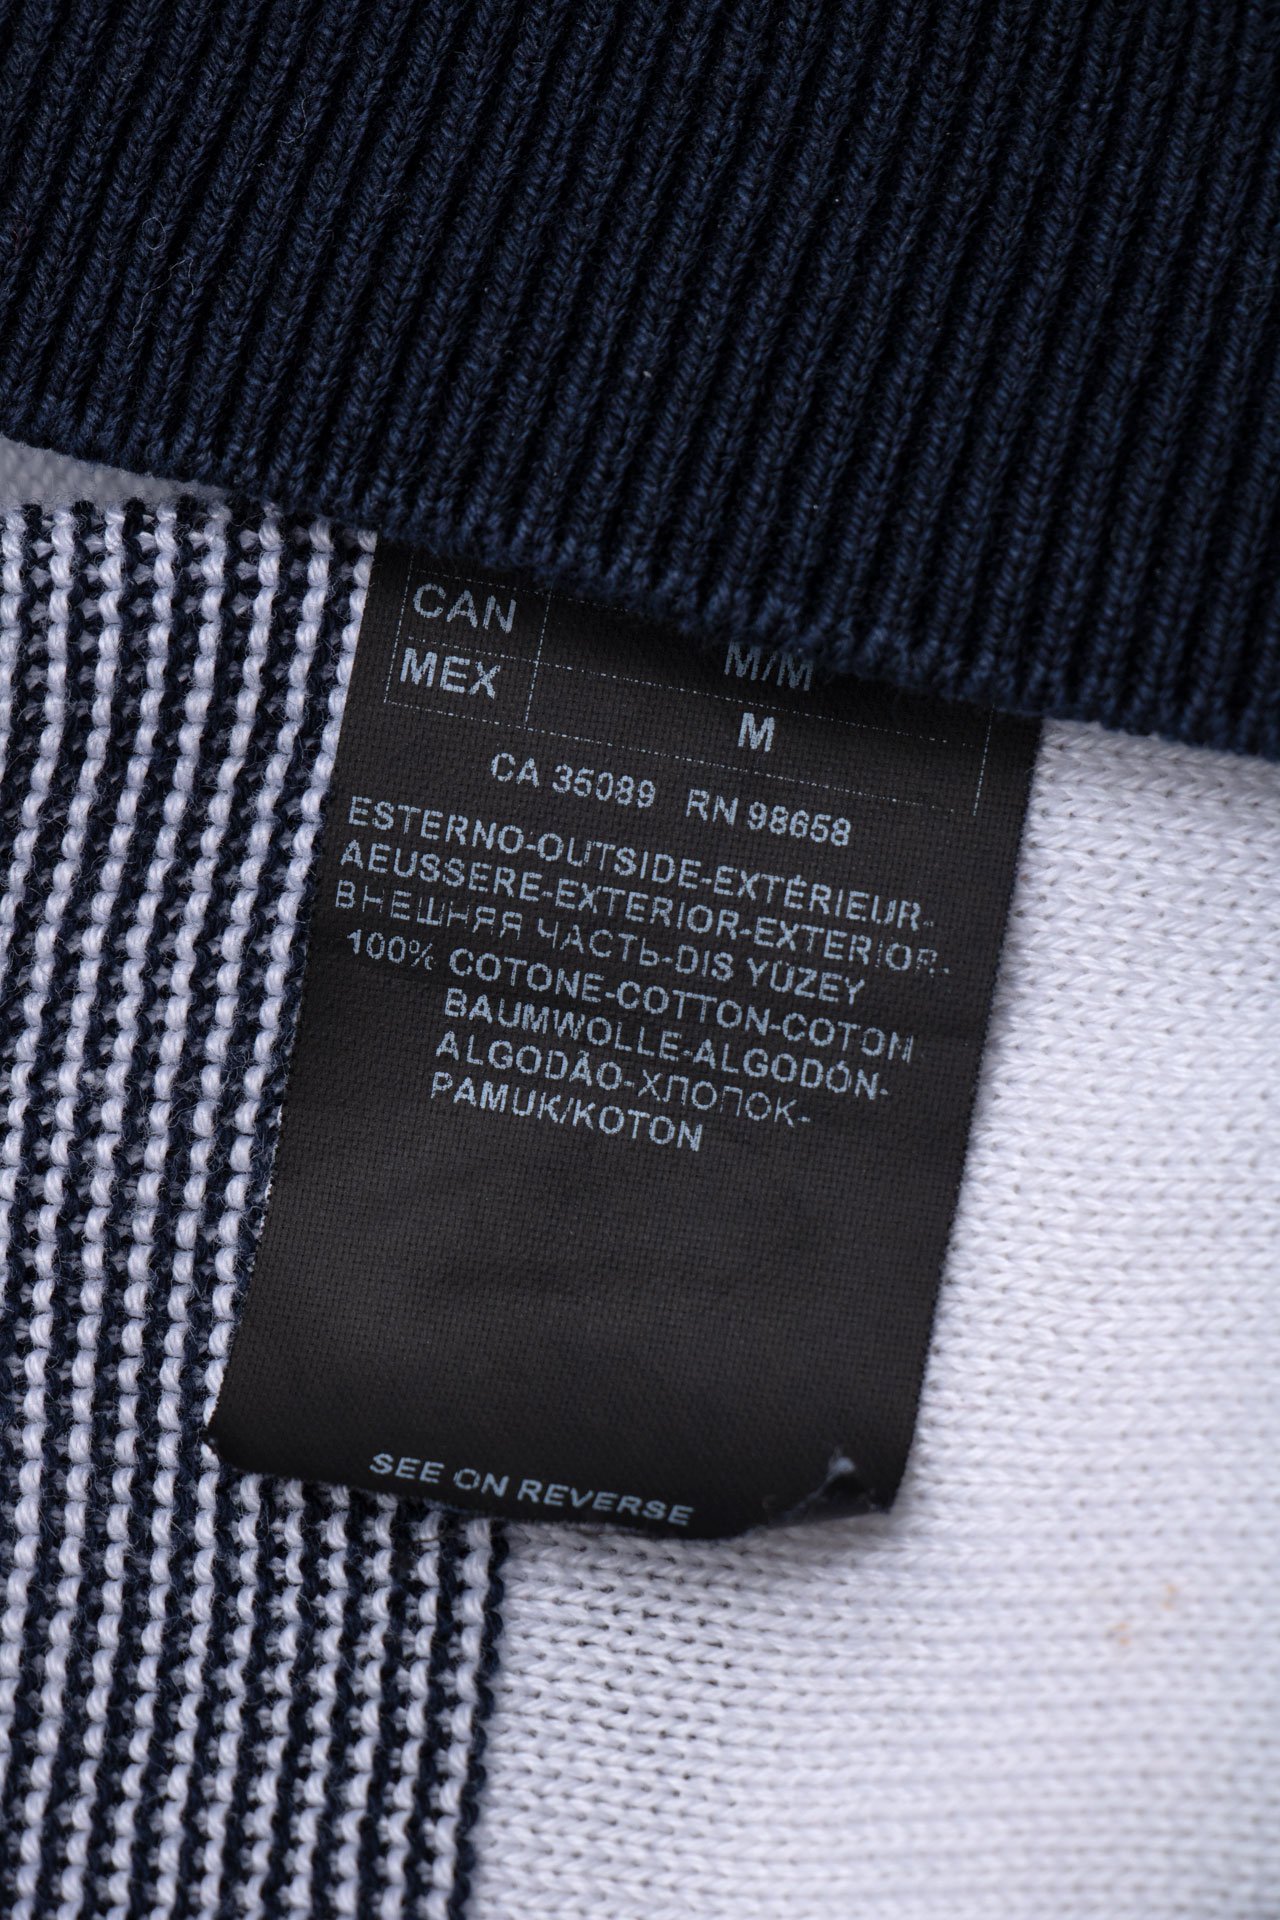 CAN M/M
MEX M
CA 35089 RN 98658
ESTERNO-OUTSIDE-EXTÉRIEUR-
AEUSSERE-EXTERIOR-EXTERIOR-
ВНЕШНЯЯ ЧАСТЬ-DIS YÜZEY
100% COTONE-COTTON-COTON
BAUMWOLLE-ALGODÓN-
ALGODÃO-ХЛОПОК-
PAMUK/KOTON
SEE ON REVERSE